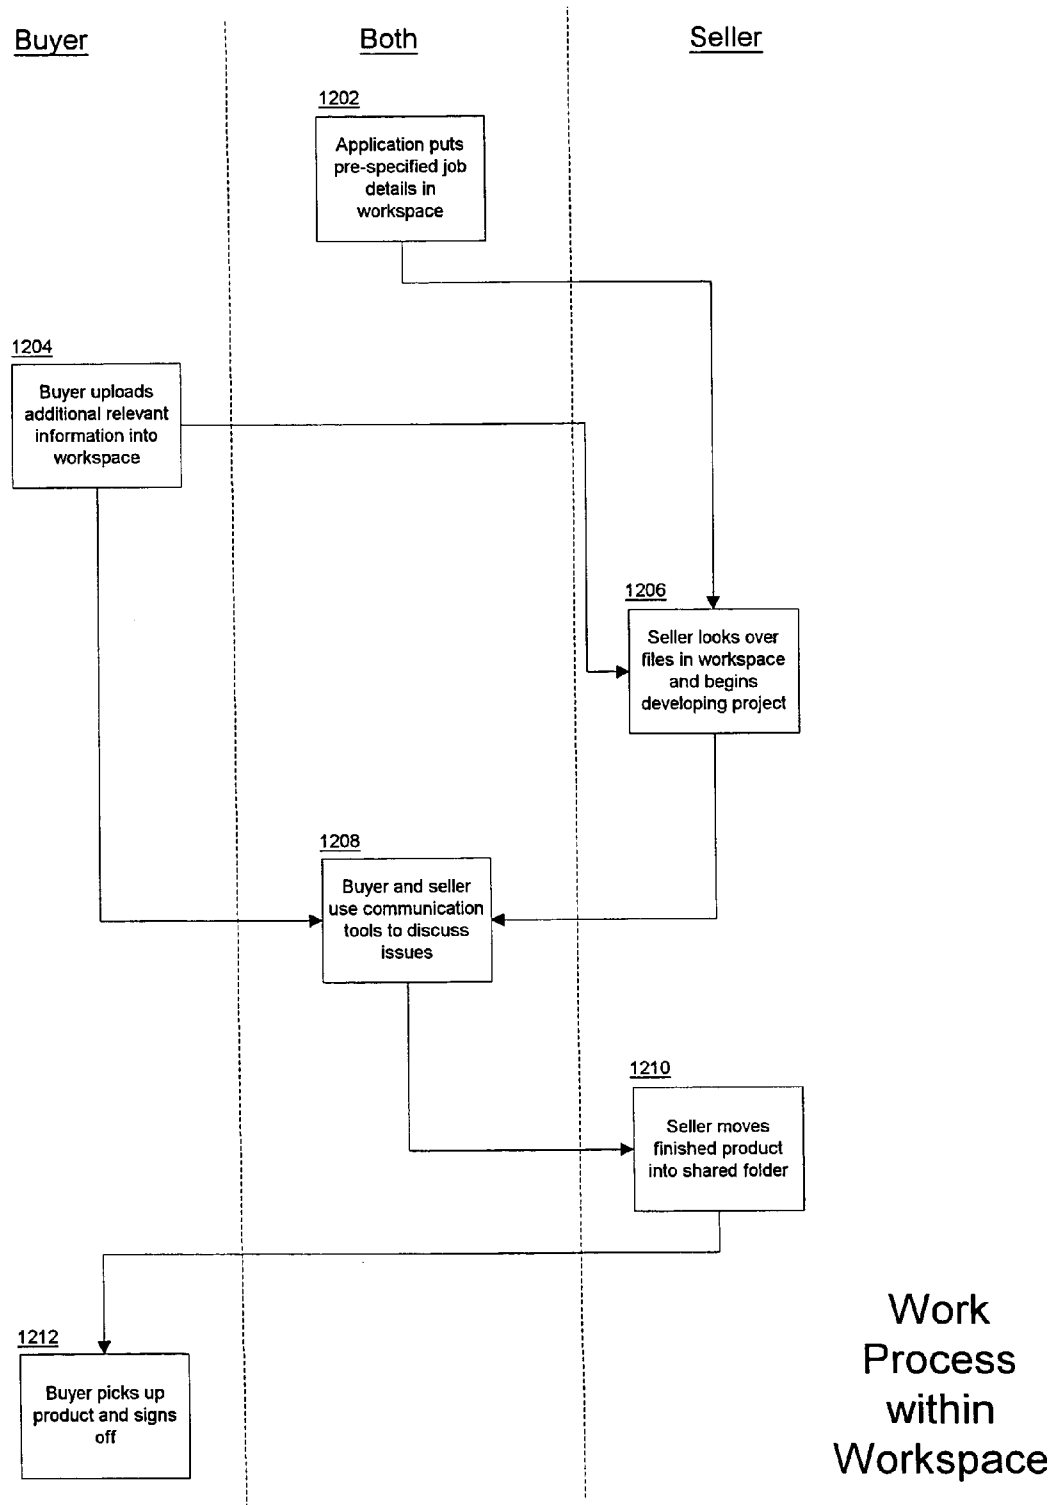 Buyer
Both
Seller
1202
Application puts
pre-specified job
details in
workspace
1204
Buyer uploads
additional relevant
information into
workspace
1206
Seller looks over
files in workspace
and begins
developing project
1208
Buyer and seller
use communication
tools to discuss
issues
1210
Seller moves
finished product
into shared folder
1212
Buyer picks up
product and signs
off
Work
Process
within
Workspace